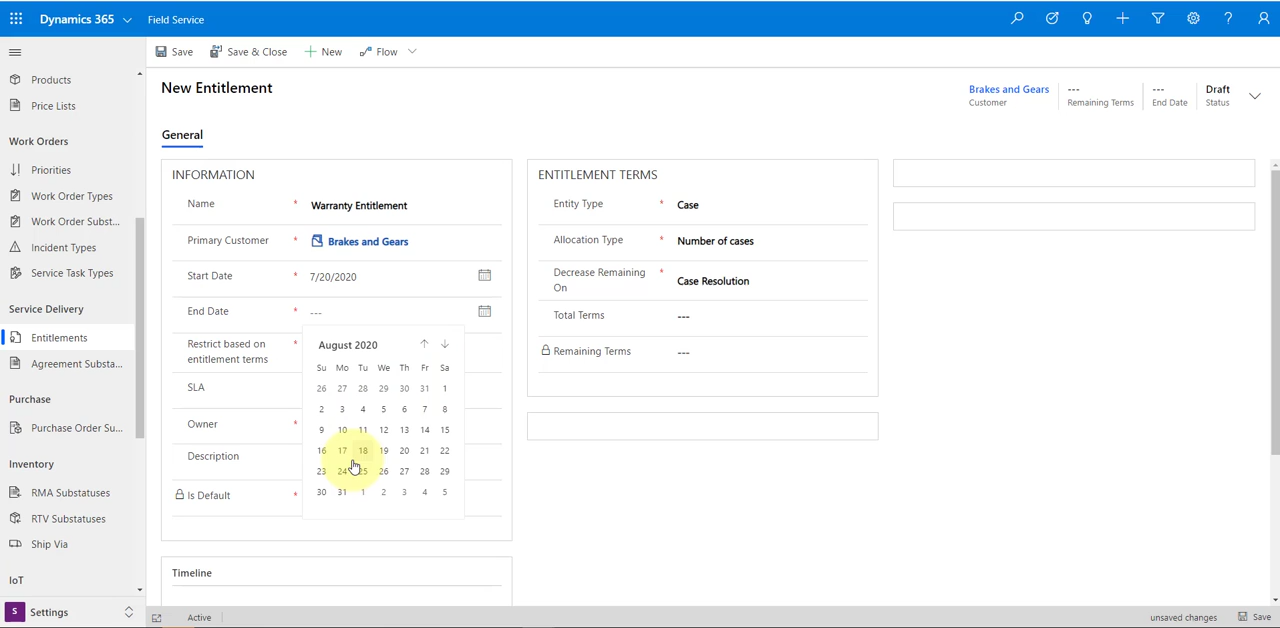 Dynamics 365
Field Service
Save
Save & Close
New
Flow
Products
Price Lists
Work Orders
Priorities
Work Order Types
Work Order Subst...
Incident Types
Service Task Types
Service Delivery
Entitlements
Agreement Substa...
Purchase
Purchase Order Su...
Inventory
RMA Substatuses
RTV Substatuses
Ship Via
IoT
S Settings
New Entitlement
Brakes and Gears
Customer
---
Remaining Terms
---
End Date
Draft
Status
General
INFORMATION
Name * Warranty Entitlement
Primary Customer * Brakes and Gears
Start Date * 7/20/2020
End Date * ---
Restrict based on
entitlement terms *
SLA
Owner *
Description
Is Default *
August 2020
Su Mo Tu We Th Fr Sa
26 27 28 29 30 31 1
2 3 4 5 6 7 8
9 10 11 12 13 14 15
16 17 18 19 20 21 22
23 24 25 26 27 28 29
30 31 1 2 3 4 5
ENTITLEMENT TERMS
Entity Type * Case
Allocation Type * Number of cases
Decrease Remaining
On * Case Resolution
Total Terms ---
Remaining Terms ---
Timeline
Active
unsaved changes
Save